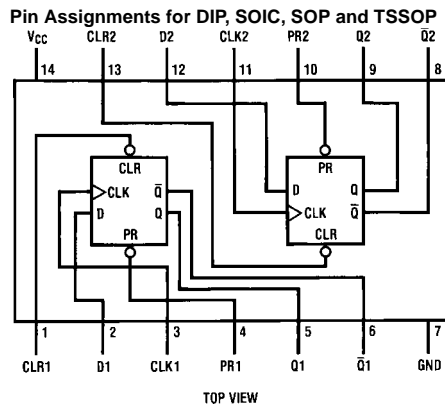 Pin Assignments for DIP, SOIC, SOP and TSSOP
VCC CLR2 D2 CLK2 PR2 Q2 Q̅2
14 13 12 11 10 9 8
CLR PR
CLK Q̅ D Q
D Q CLK Q̅
PR CLR
1 2 3 4 5 6 7
CLR1 D1 CLK1 PR1 Q1 Q̅1 GND
TOP VIEW